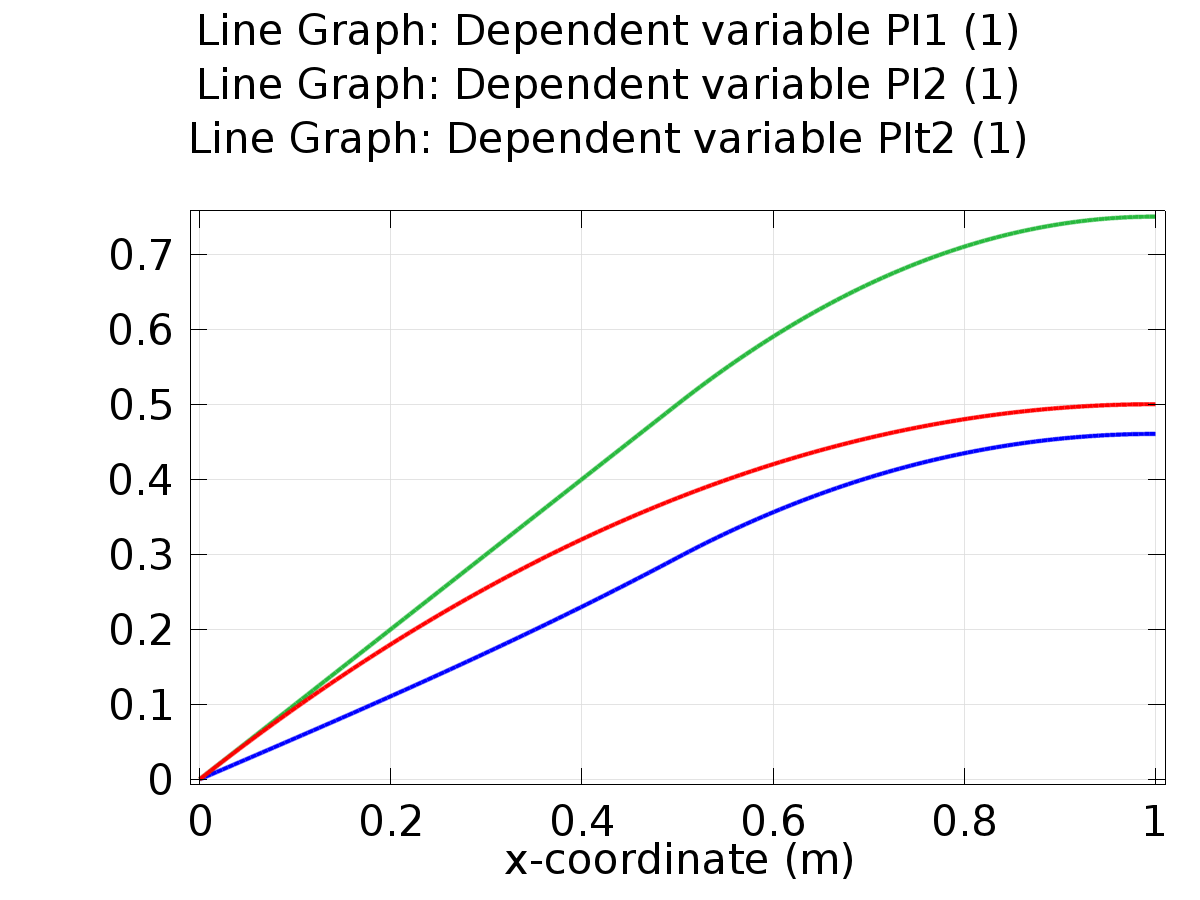 Line Graph: Dependent variable PI1 (1)
Line Graph: Dependent variable PI2 (1)
Line Graph: Dependent variable PIt2 (1)
0.7
0.6
0.5
0.4
0.3
0.2
0.1
0
0 0.2 0.4 0.6 0.8 1
x-coordinate (m)